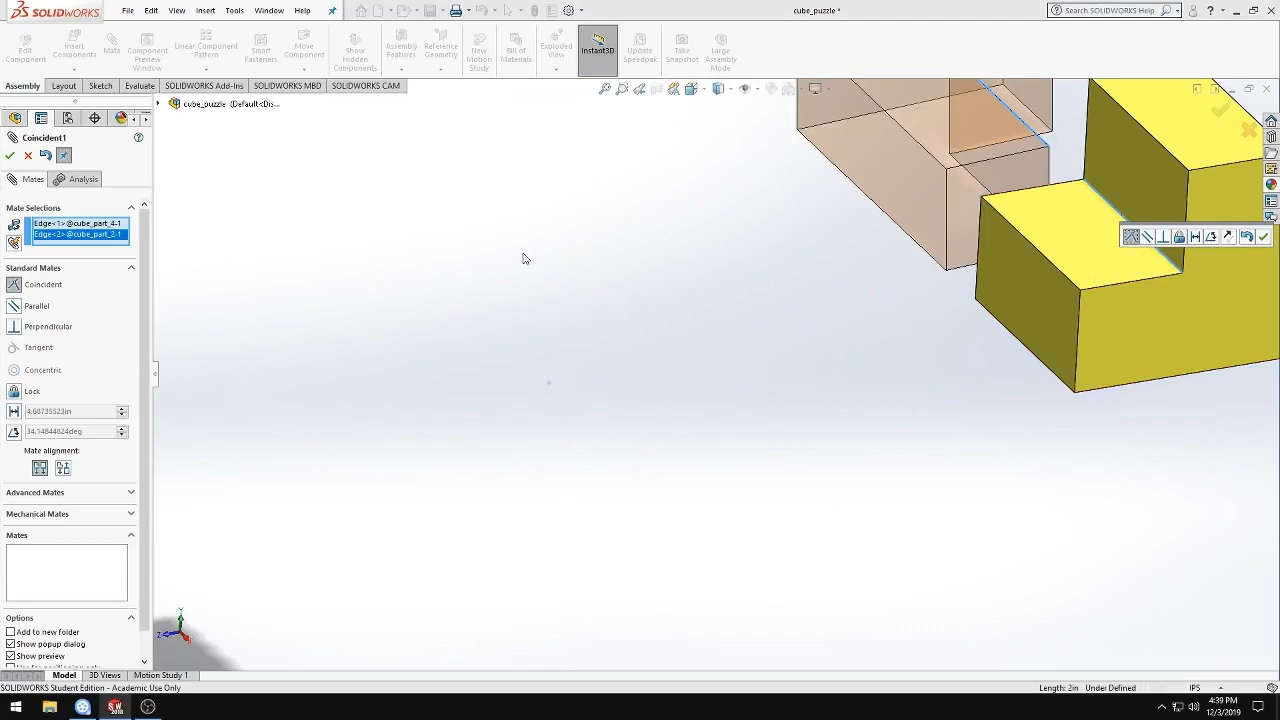 SOLIDWORKS
File Edit View Insert Tools Window Help
cube_puzzle *
Search SOLIDWORKS Help
Edit Component
Insert Components
Mate
Component Preview Window
Linear Component Pattern
Smart Fasteners
Move Component
Show Hidden Components
Assembly Features
Reference Geometry
New Motion Study
Bill of Materials
Exploded View
Instant3D
Update Speedpak
Take Snapshot
Large Assembly Mode
Assembly Layout Sketch Evaluate SOLIDWORKS Add-Ins SOLIDWORKS MBD SOLIDWORKS CAM
cube_puzzle (Default<Dis...
Coincident1
Mates Analysis
Mate Selections
Edge<1>@cube_part_4-1
Edge<2>@cube_part_2-1
Standard Mates
Coincident
Parallel
Perpendicular
Tangent
Concentric
Lock
4.68735523in
34.14844824deg
Mate alignment:
Advanced Mates
Mechanical Mates
Mates
Options
Add to new folder
Show popup dialog
Show preview
Use for positioning only
Y
Z
Model 3D Views Motion Study 1
SOLIDWORKS Student Edition - Academic Use Only
Length: 2in Under Defined IPS
4:39 PM
12/3/2019